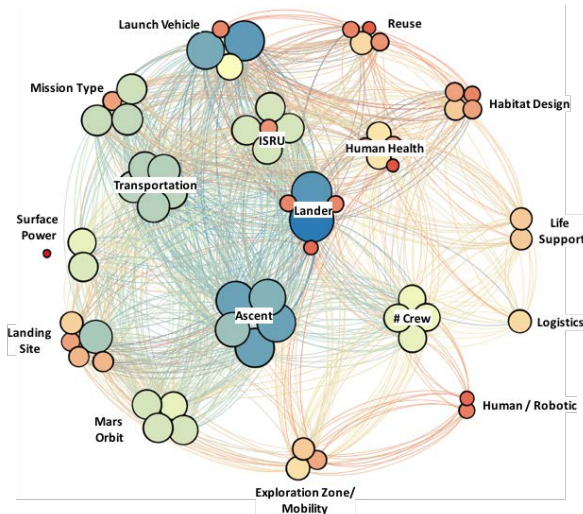 Launch Vehicle
Reuse
Mission Type
Habitat Design
ISRU
Human Health
Transportation
Lander
Surface
Power
Life
Support
Ascent
# Crew
Logistics
Landing
Site
Human / Robotic
Mars
Orbit
Exploration Zone/
Mobility